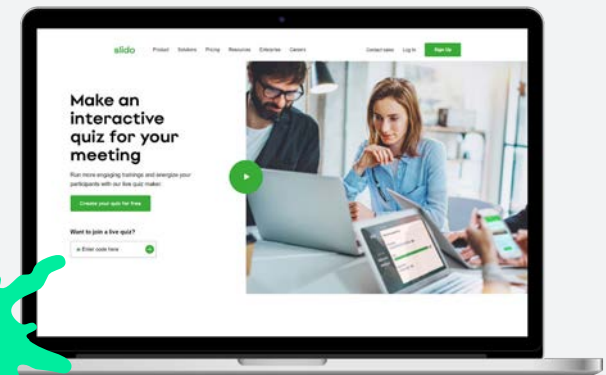 slido
Product Solutions Pricing Resources Enterprise Careers
Contact sales Log In Sign Up
Make an
interactive
quiz for your
meeting
Run more engaging trainings and energize your
participants with our live quiz maker.
Create your quiz for free
Want to join a live quiz?
# Enter code here